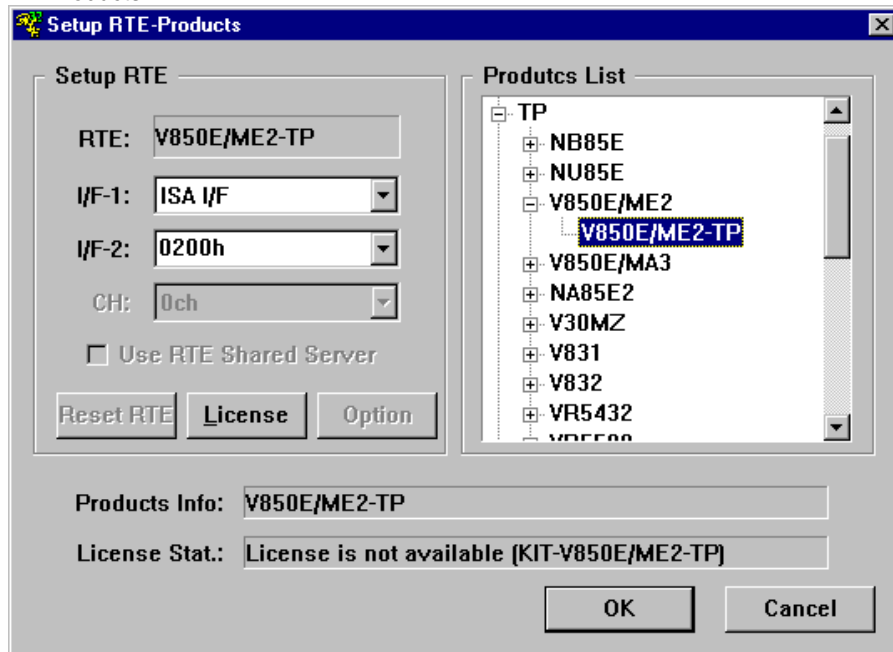 Setup RTE-Products
Setup RTE
RTE: V850E/ME2-TP
I/F-1: ISA I/F
I/F-2: 0200h
CH: 0ch
Use RTE Shared Server
Reset RTE License Option
Produtcs List
TP
NB85E
NU85E
V850E/ME2
V850E/ME2-TP
V850E/MA3
NA85E2
V30MZ
V831
V832
VR5432
Products Info: V850E/ME2-TP
License Stat.: License is not available (KIT-V850E/ME2-TP)
OK Cancel